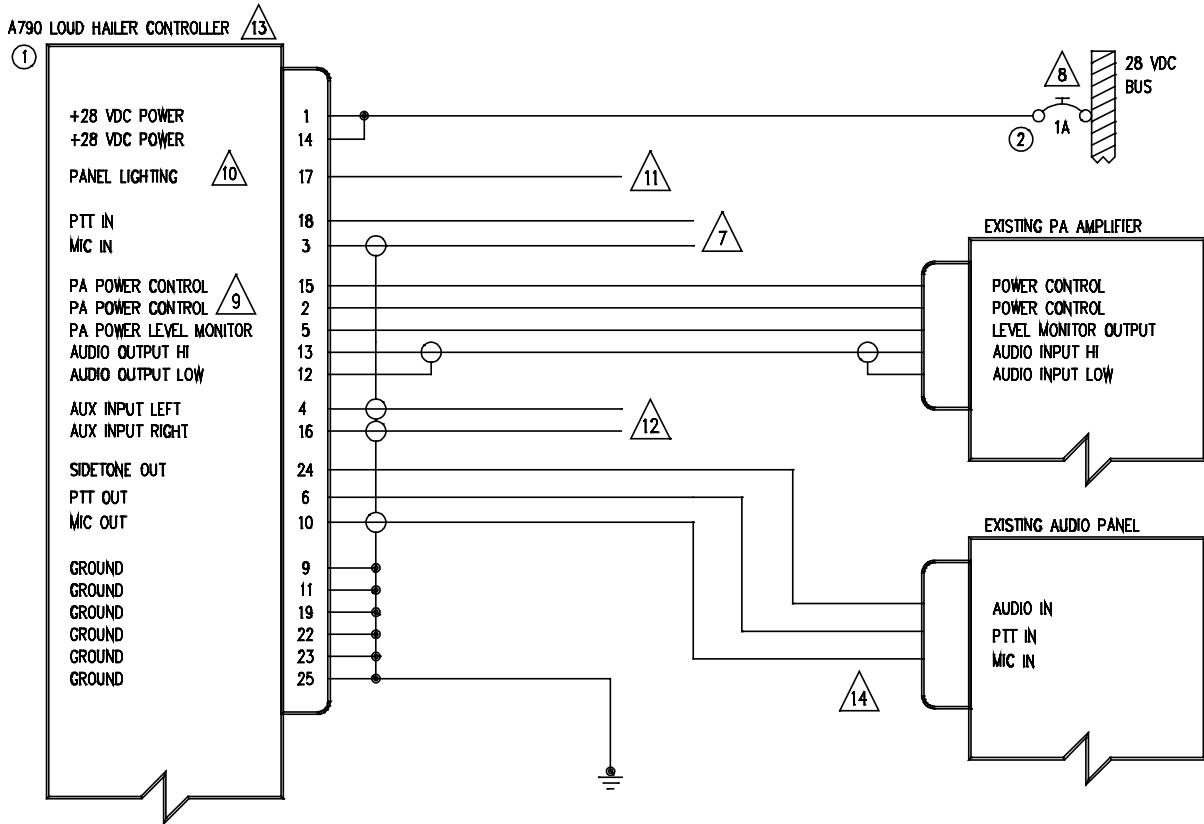 A790 LOUD HAILER CONTROLLER 13
1
+28 VDC POWER 1
+28 VDC POWER 14
PANEL LIGHTING 10 17
11
PTT IN 18
MIC IN 3
7
PA POWER CONTROL 15
PA POWER CONTROL 9 2
PA POWER LEVEL MONITOR 5
AUDIO OUTPUT HI 13
AUDIO OUTPUT LOW 12
AUX INPUT LEFT 4
AUX INPUT RIGHT 16
12
SIDETONE OUT 24
PTT OUT 6
MIC OUT 10
GROUND 9
GROUND 11
GROUND 19
GROUND 22
GROUND 23
GROUND 25
8
28 VDC
BUS
2
1A
EXISTING PA AMPLIFIER
POWER CONTROL
POWER CONTROL
LEVEL MONITOR OUTPUT
AUDIO INPUT HI
AUDIO INPUT LOW
EXISTING AUDIO PANEL
AUDIO IN
PTT IN
MIC IN
14